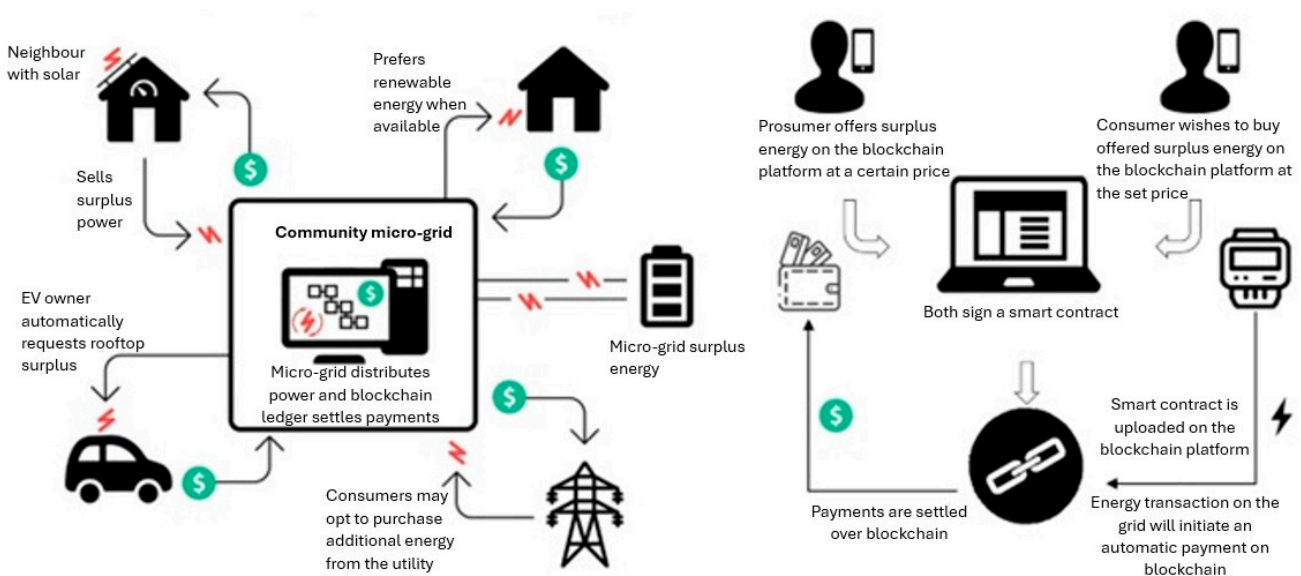 Neighbour
with solar
Prefers
renewable
energy when
available
$
$
Sells
surplus
power
Community micro-grid
$
Micro-grid distributes
power and blockchain
ledger settles payments
EV owner
automatically
requests rooftop
surplus
Micro-grid surplus
energy
$
$
Consumers may
opt to purchase
additional energy
from the utility
Prosumer offers surplus
energy on the blockchain
platform at a certain price
Consumer wishes to buy
offered surplus energy on
the blockchain platform at
the set price
Both sign a smart contract
$
Smart contract is
uploaded on the
blockchain platform
Payments are settled
over blockchain
Energy transaction on the
grid will initiate an
automatic payment on
blockchain